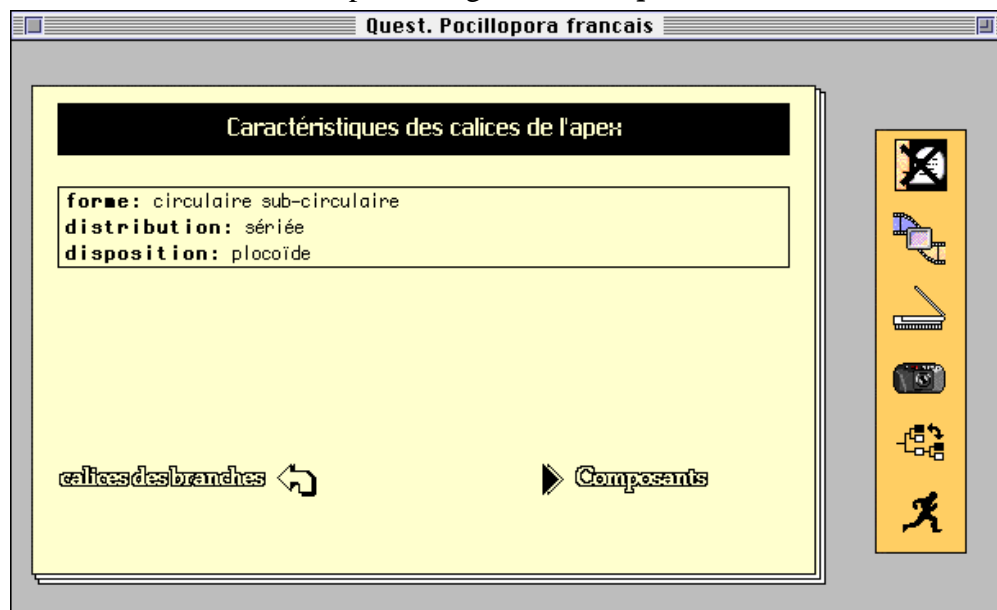 Quest. Pocillopora francais
Caractéristiques des calices de l'apex
forme: circulaire sub-circulaire
distribution: sériée
disposition: plocoïde
calices des branches
Composants